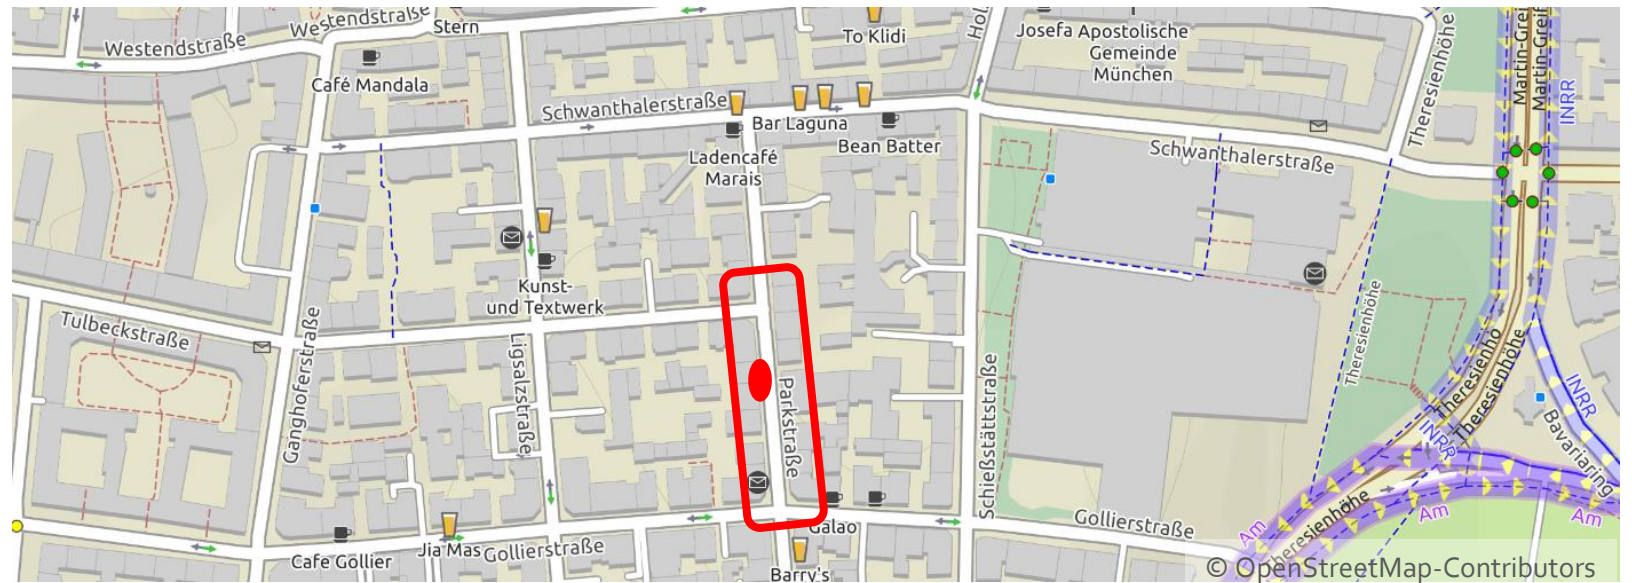 Westendstraße
Westendstraße
Stern
To Klidi
Josefa Apostolische
Gemeinde
München
Theresienhöhe
Martin-Greif
Martin-Greif
INRR
Café Mandala
Schwanthalerstraße
Bar Laguna
Bean Batter
Ladencafé
Marais
Schwanthalerstraße
Kunst-
und Textwerk
Tulbeckstraße
Ganghoferstraße
Ligsalzstraße
Parkstraße
Schießstättstraße
Theresienhöhe
Theresienhö
Theresienhöhe
INRR
INRR
Bavariaring
Galao
Gollierstraße
Theresienhöhe
Am
Am
Am
Cafe Gollier
Jia Mas
Gollierstraße
Barry's
© OpenStreetMap-Contributors